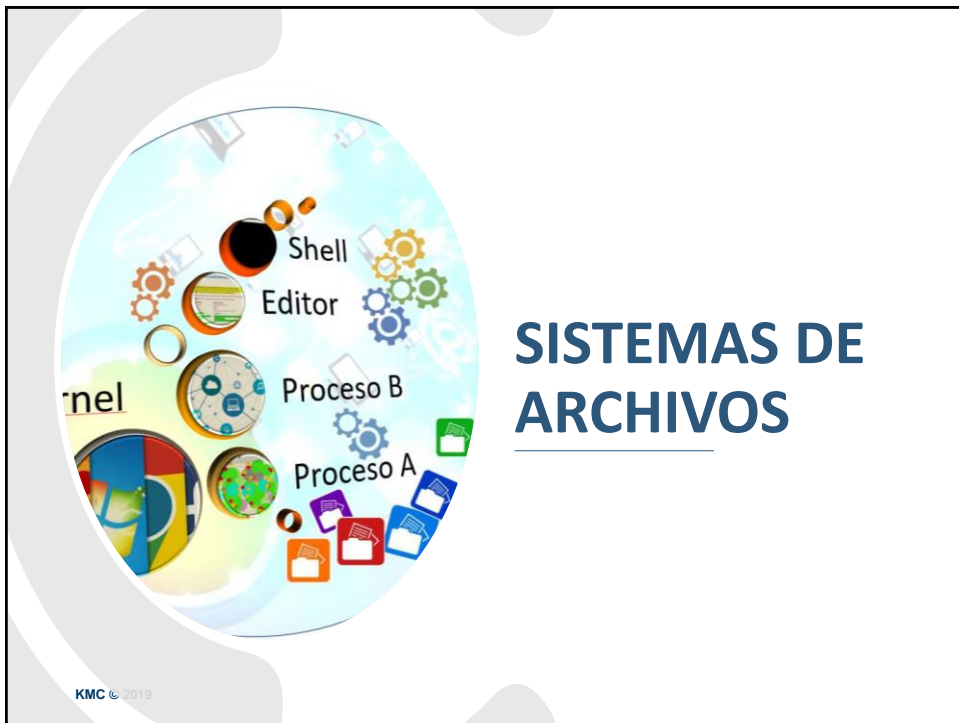 Shell
Editor
Proceso B
rnel
Proceso A
SISTEMAS DE
ARCHIVOS
KMC © 2019